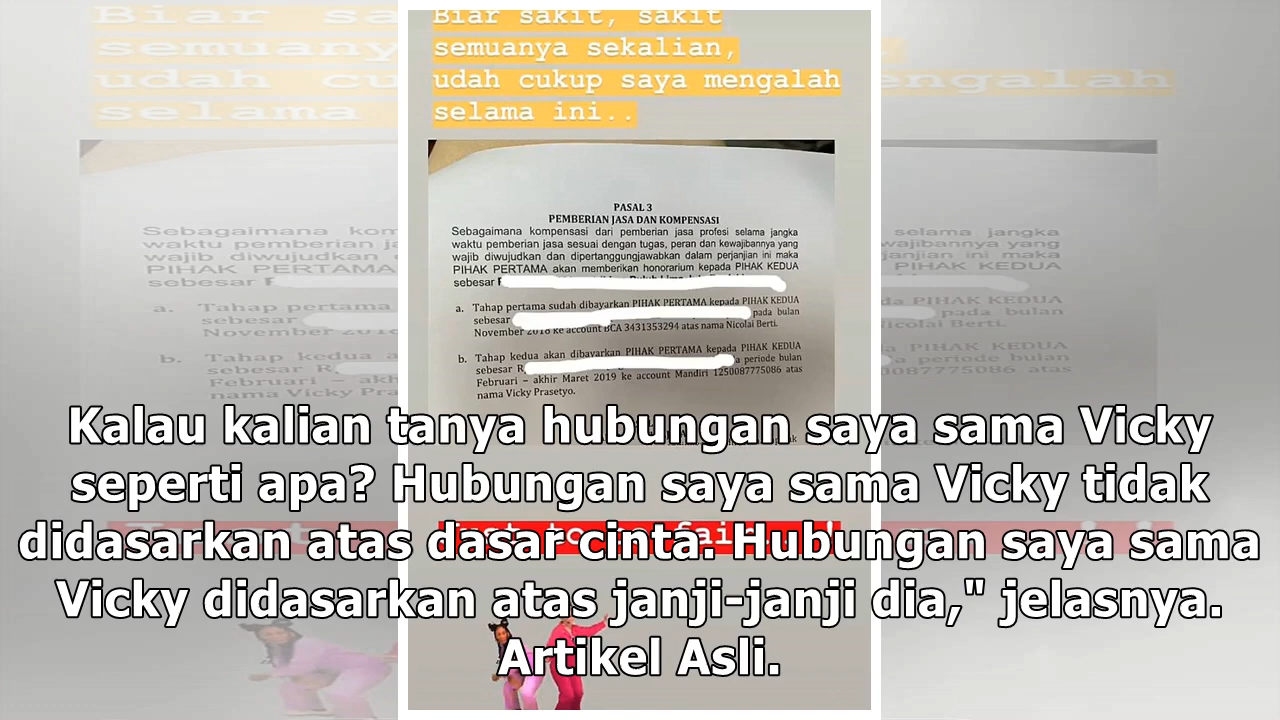 Biar sakit, sakit
semuanya sekalian,
udah cukup saya mengalah
selama ini..
PASAL 3
PEMBERIAN JASA DAN KOMPENSASI
Sebagaimana kompensasi dari pemberian jasa profesi selama jangka
waktu pemberian jasa sesuai dengan tugas, peran dan kewajibannya yang
wajib diwujudkan dan dipertanggungjawabkan dalam perjanjian ini maka
PIHAK PERTAMA akan memberikan honorarium kepada PIHAK KEDUA
sebesar
a. Tahap pertama sudah dibayarkan PIHAK PERTAMA kepada PIHAK KEDUA
sebesar pada bulan
November 2018 ke account BCA 3431353294 atas nama Nicolai Berti.
b. Tahap kedua akan dibayarkan PIHAK PERTAMA kepada PIHAK KEDUA
sebesar R periode bulan
Februari – akhir Maret 2019 ke account Mandiri 1250087775086 atas
nama Vicky Prasetyo.
Kalau kalian tanya hubungan saya sama Vicky
seperti apa? Hubungan saya sama Vicky tidak
didasarkan atas dasar cinta. Hubungan saya sama
Vicky didasarkan atas janji-janji dia," jelasnya.
Artikel Asli.